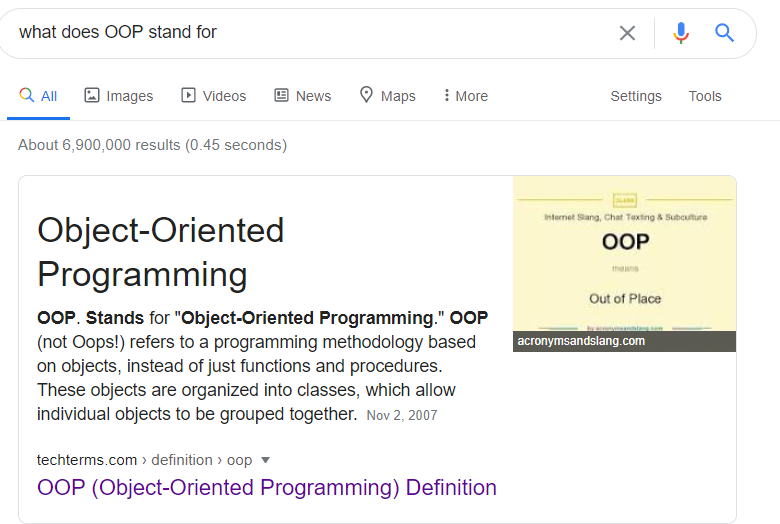 what does OOP stand for
All Images Videos News Maps More Settings Tools
About 6,900,000 results (0.45 seconds)
Object-Oriented
Programming
OOP. Stands for "Object-Oriented Programming." OOP
(not Oops!) refers to a programming methodology based
on objects, instead of just functions and procedures.
These objects are organized into classes, which allow
individual objects to be grouped together. Nov 2, 2007
SLANG
Internet Slang, Chat Texting & Subculture
OOP
means
Out of Place
by acronymsandslang.com
acronymsandslang.com
techterms.com › definition › oop
OOP (Object-Oriented Programming) Definition